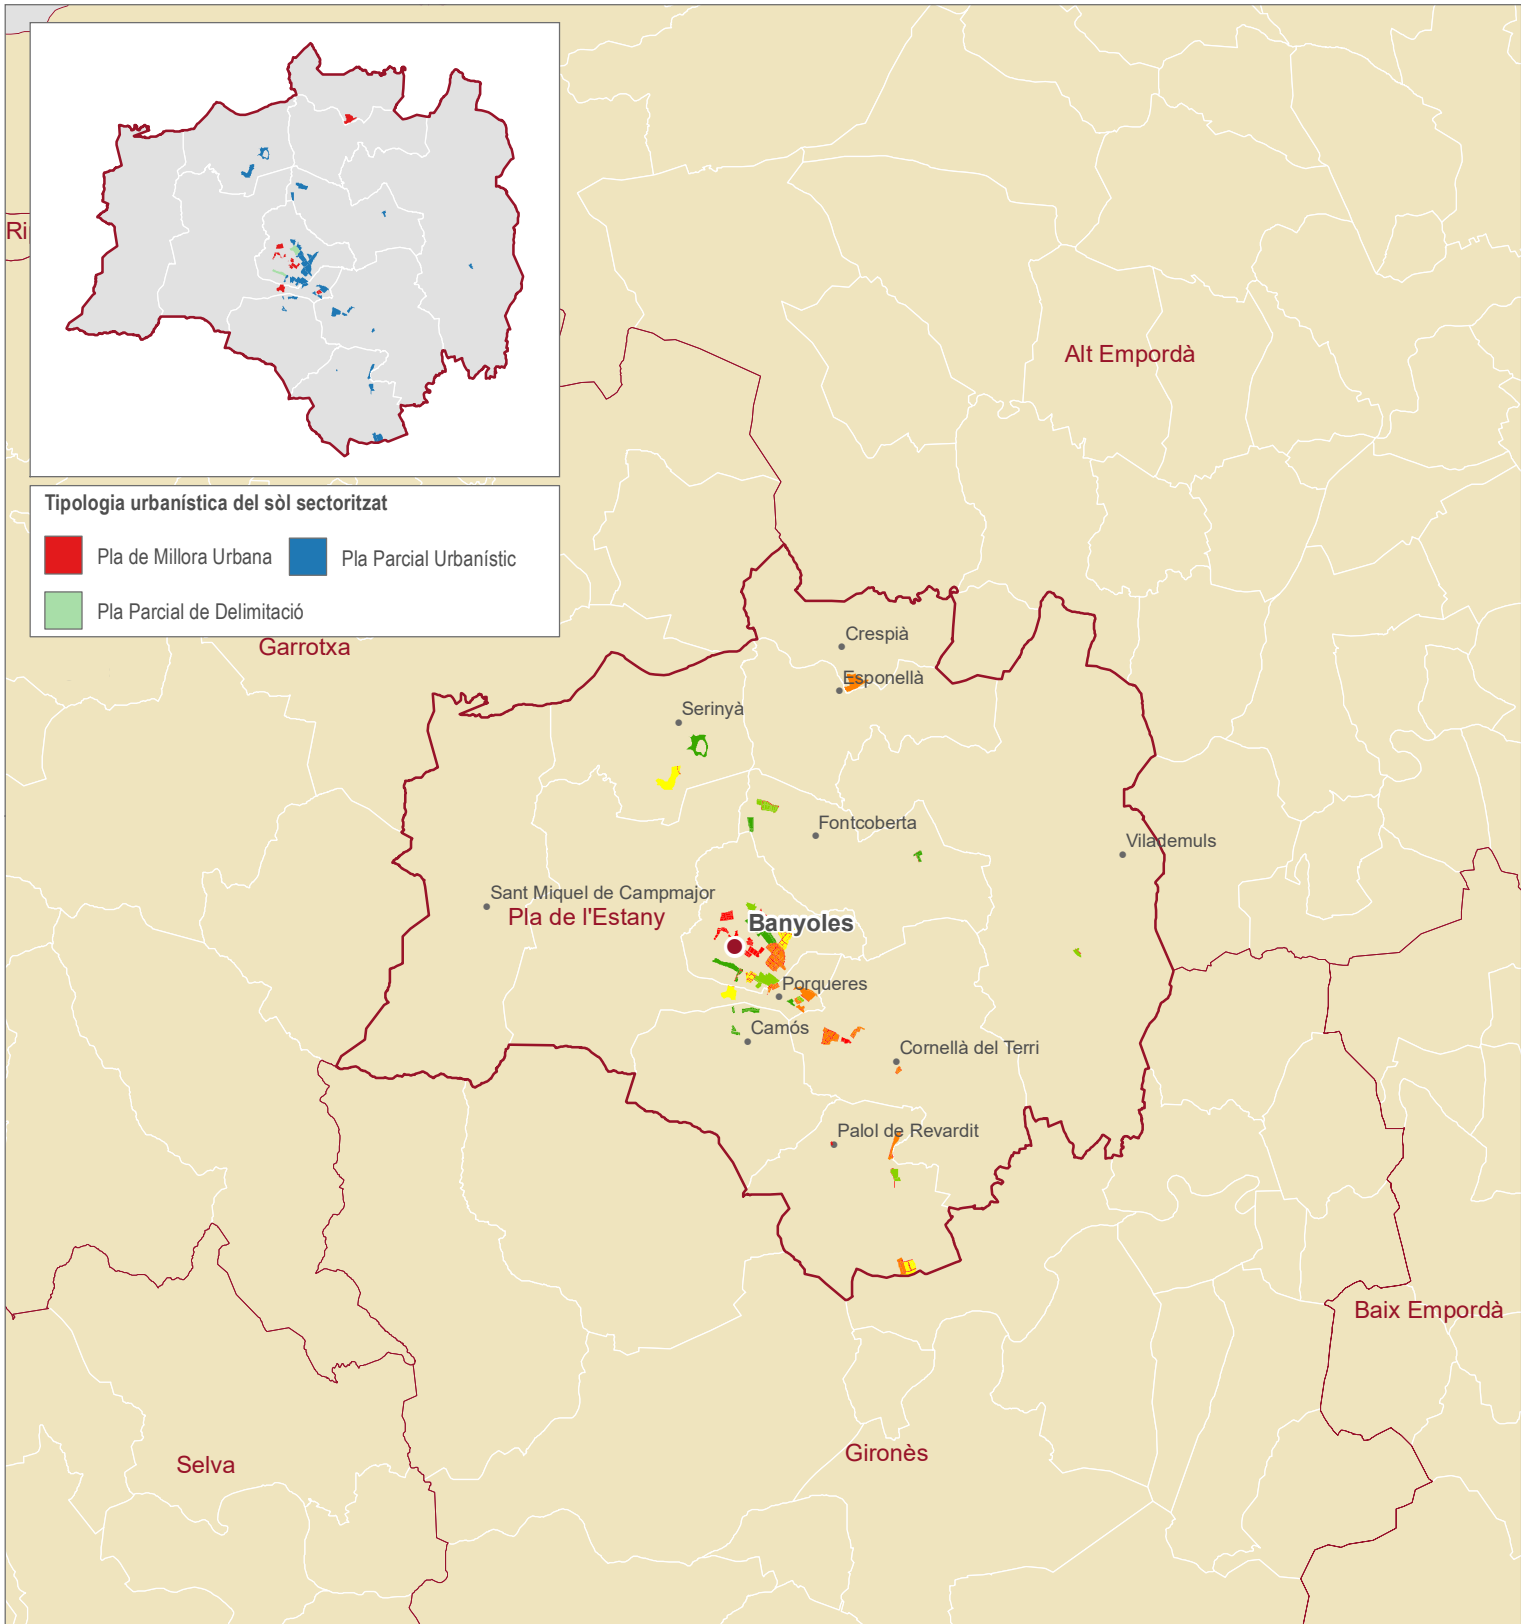 Ri
Tipologia urbanística del sòl sectoritzat
Pla de Millora Urbana
Pla Parcial Urbanístic
Pla Parcial de Delimitació
Alt Empordà
Garrotxa
Crespià
Esponellà
Serinyà
Fontcoberta
Vilademuls
Sant Miquel de Campmajor
Pla de l'Estany
Banyoles
Porqueres
Camós
Cornellà del Terri
Palol de Revardit
Baix Empordà
Gironès
Selva